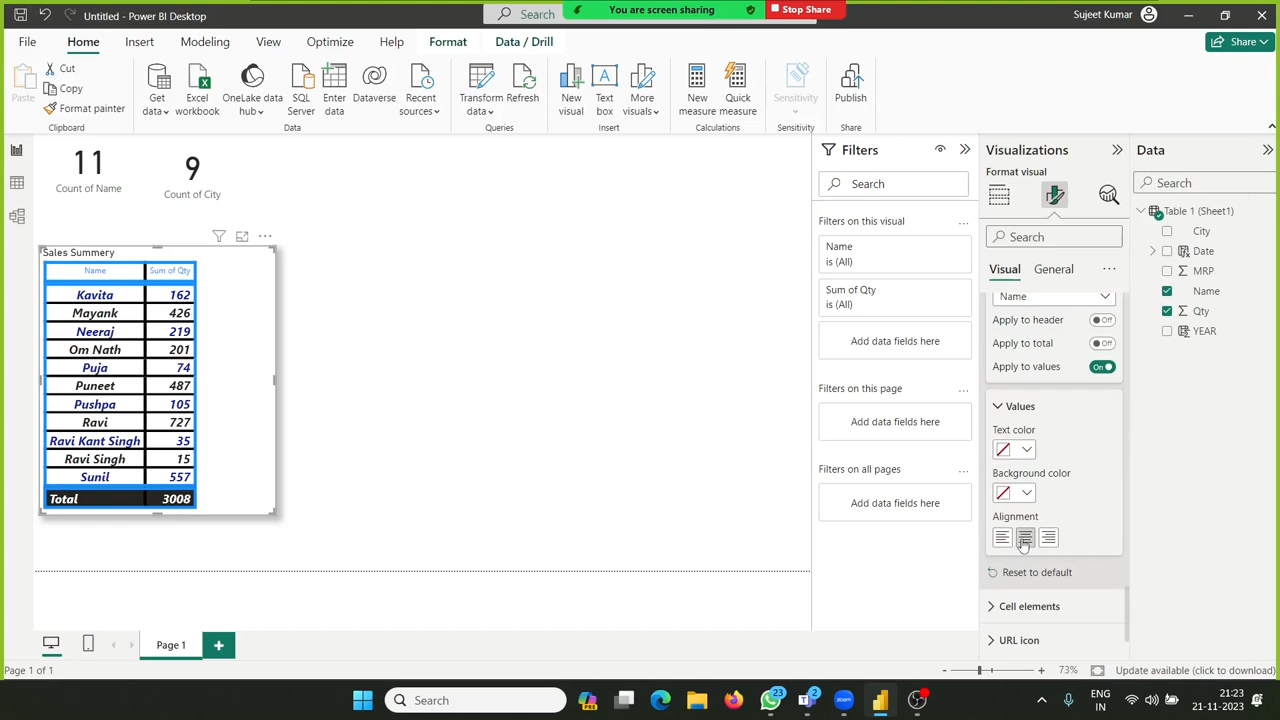 Untitled - Power BI Desktop
Search
You are screen sharing
Stop Share
Sujeet Kumar
File
Home
Insert
Modeling
View
Optimize
Help
Format
Data / Drill
Share
Paste
Cut
Copy
Format painter
Clipboard
Get data
Excel workbook
OneLake data hub
SQL Server
Enter data
Dataverse
Recent sources
Data
Transform data
Refresh
Queries
New visual
Text box
More visuals
Insert
New measure
Quick measure
Calculations
Sensitivity
Sensitivity
Publish
Share
11
Count of Name
9
Count of City
Sales Summery
Name Sum of Qty
Kavita 162
Mayank 426
Neeraj 219
Om Nath 201
Puja 74
Puneet 487
Pushpa 105
Ravi 727
Ravi Kant Singh 35
Ravi Singh 15
Sunil 557
Total 3008
Filters
Search
Filters on this visual
...
Name
is (All)
Sum of Qty
is (All)
Add data fields here
Filters on this page
...
Add data fields here
Filters on all pages
...
Add data fields here
Visualizations
Format visual
Search
Visual
General
...
Name
Apply to header
Off
Apply to total
Off
Apply to values
On
Values
Text color
Background color
Alignment
Reset to default
Cell elements
URL icon
Data
Search
Table 1 (Sheet1)
City
Date
MRP
Name
Qty
YEAR
Page 1
Page 1 of 1
- + 73%
Update available (click to download)
Search
PRE
23
2
zoom
ENG
IN
21:23
21-11-2023